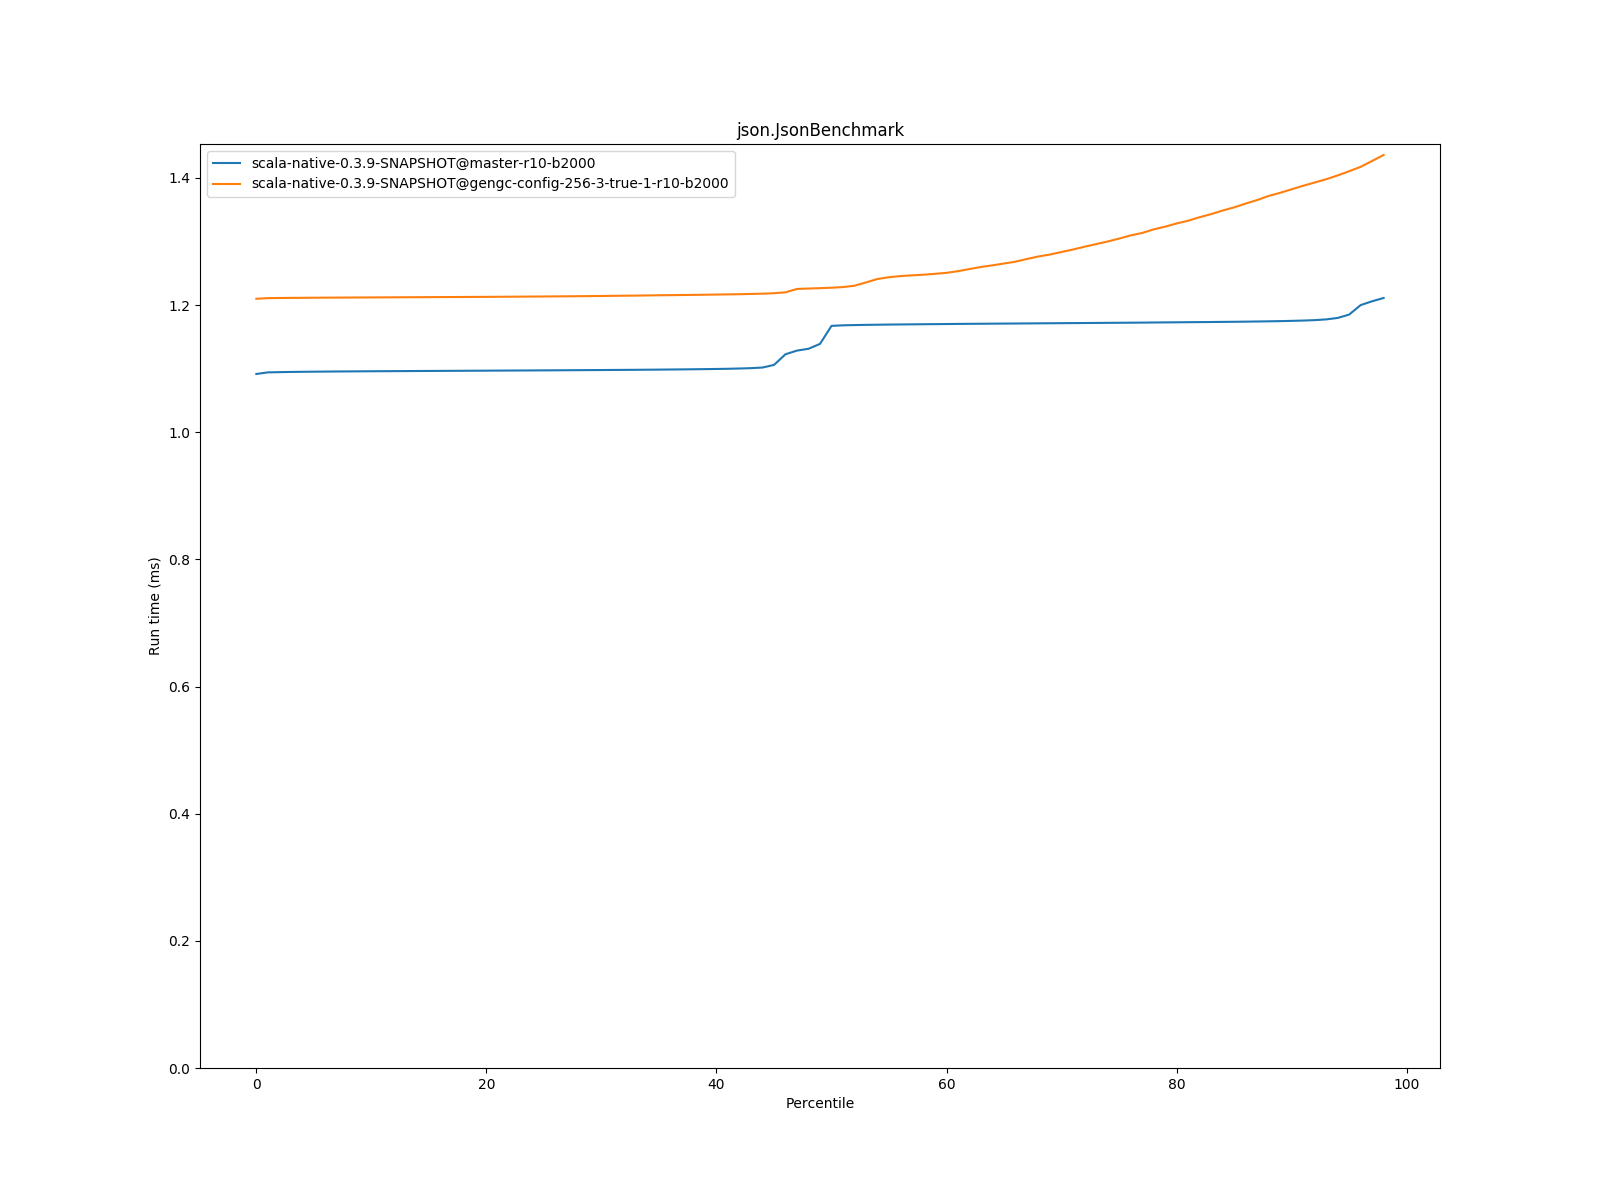 json.JsonBenchmark
scala-native-0.3.9-SNAPSHOT@master-r10-b2000
scala-native-0.3.9-SNAPSHOT@gengc-config-256-3-true-1-r10-b2000
1.4
1.2
1.0
0.8
0.6
0.4
0.2
0.0
Run time (ms)
0 20 40 60 80 100
Percentile